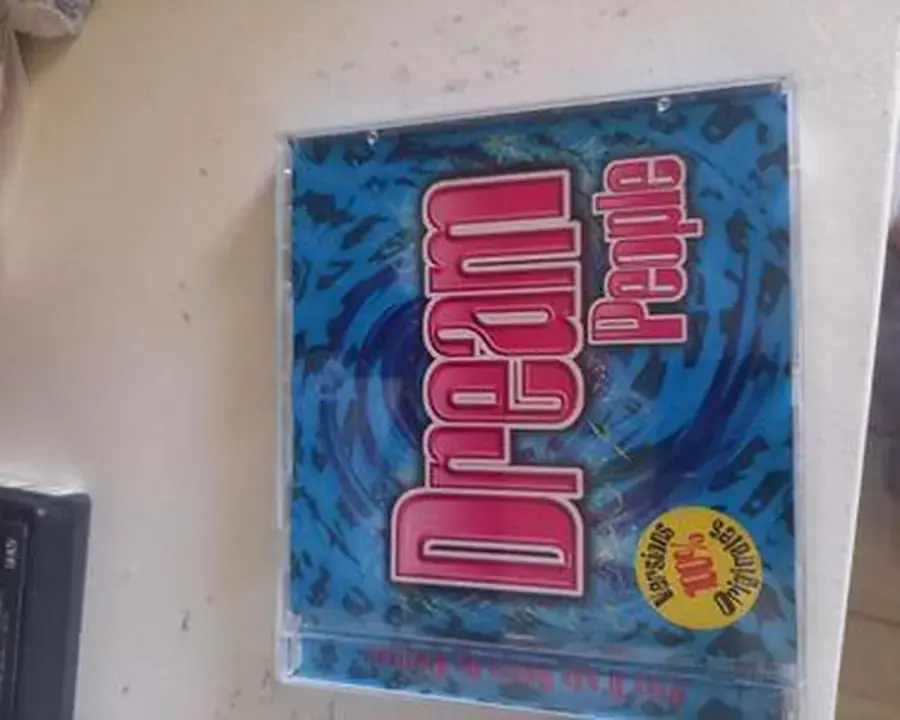 Dream
People
Versions
100%
Originales